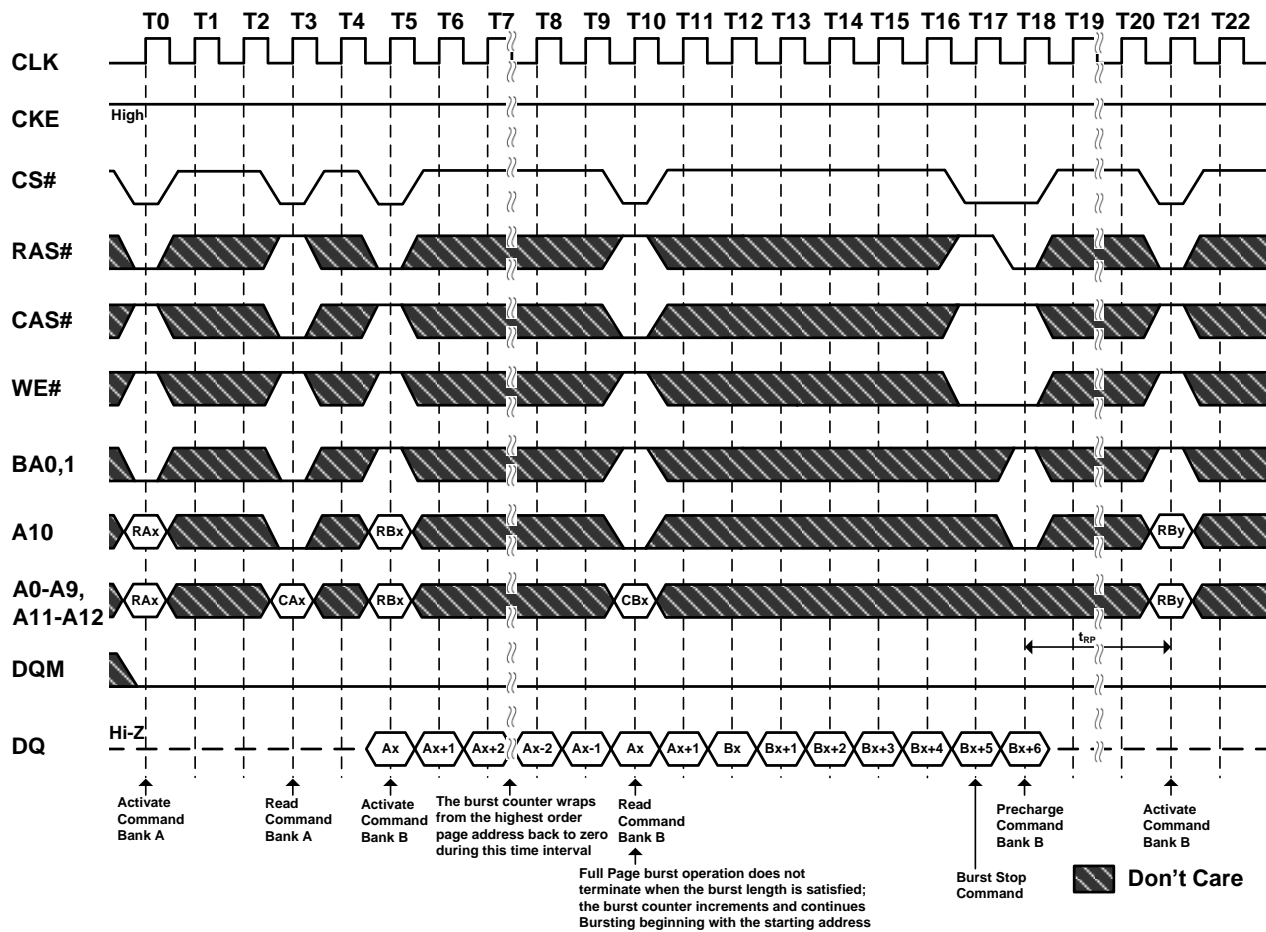 T0 T1 T2 T3 T4 T5 T6 T7 T8 T9 T10 T11 T12 T13 T14 T15 T16 T17 T18 T19 T20 T21 T22
CLK
CKE High
CS#
RAS#
CAS#
WE#
BA0,1
A10 RAx RBx RBy
A0-A9,
A11-A12
RAx CAx RBx CBx RBy
tRP
DQM
Hi-Z
DQ Ax Ax+1 Ax+2 Ax-2 Ax-1 Ax Ax+1 Bx Bx+1 Bx+2 Bx+3 Bx+4 Bx+5 Bx+6
Activate
Command
Bank A
Read
Command
Bank A
Activate
Command
Bank B
The burst counter wraps
from the highest order
page address back to zero
during this time interval
Read
Command
Bank B
Full Page burst operation does not
terminate when the burst length is satisfied;
the burst counter increments and continues
Bursting beginning with the starting address
Burst Stop
Command
Precharge
Command
Bank B
Activate
Command
Bank B
Don't Care